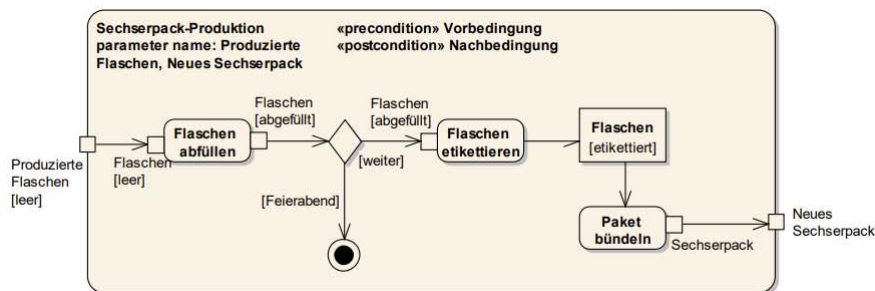 Sechserpack-Produktion
parameter name: Produzierte
Flaschen, Neues Sechserpack
«precondition» Vorbedingung
«postcondition» Nachbedingung
Produzierte
Flaschen
[leer]
Flaschen
[leer]
Flaschen
abfüllen
Flaschen
[abgefüllt]
[Feierabend]
[weiter]
Flaschen
[abgefüllt]
Flaschen
etikettieren
Flaschen
[etikettiert]
Paket
bündeln
Sechserpack
Neues
Sechserpack